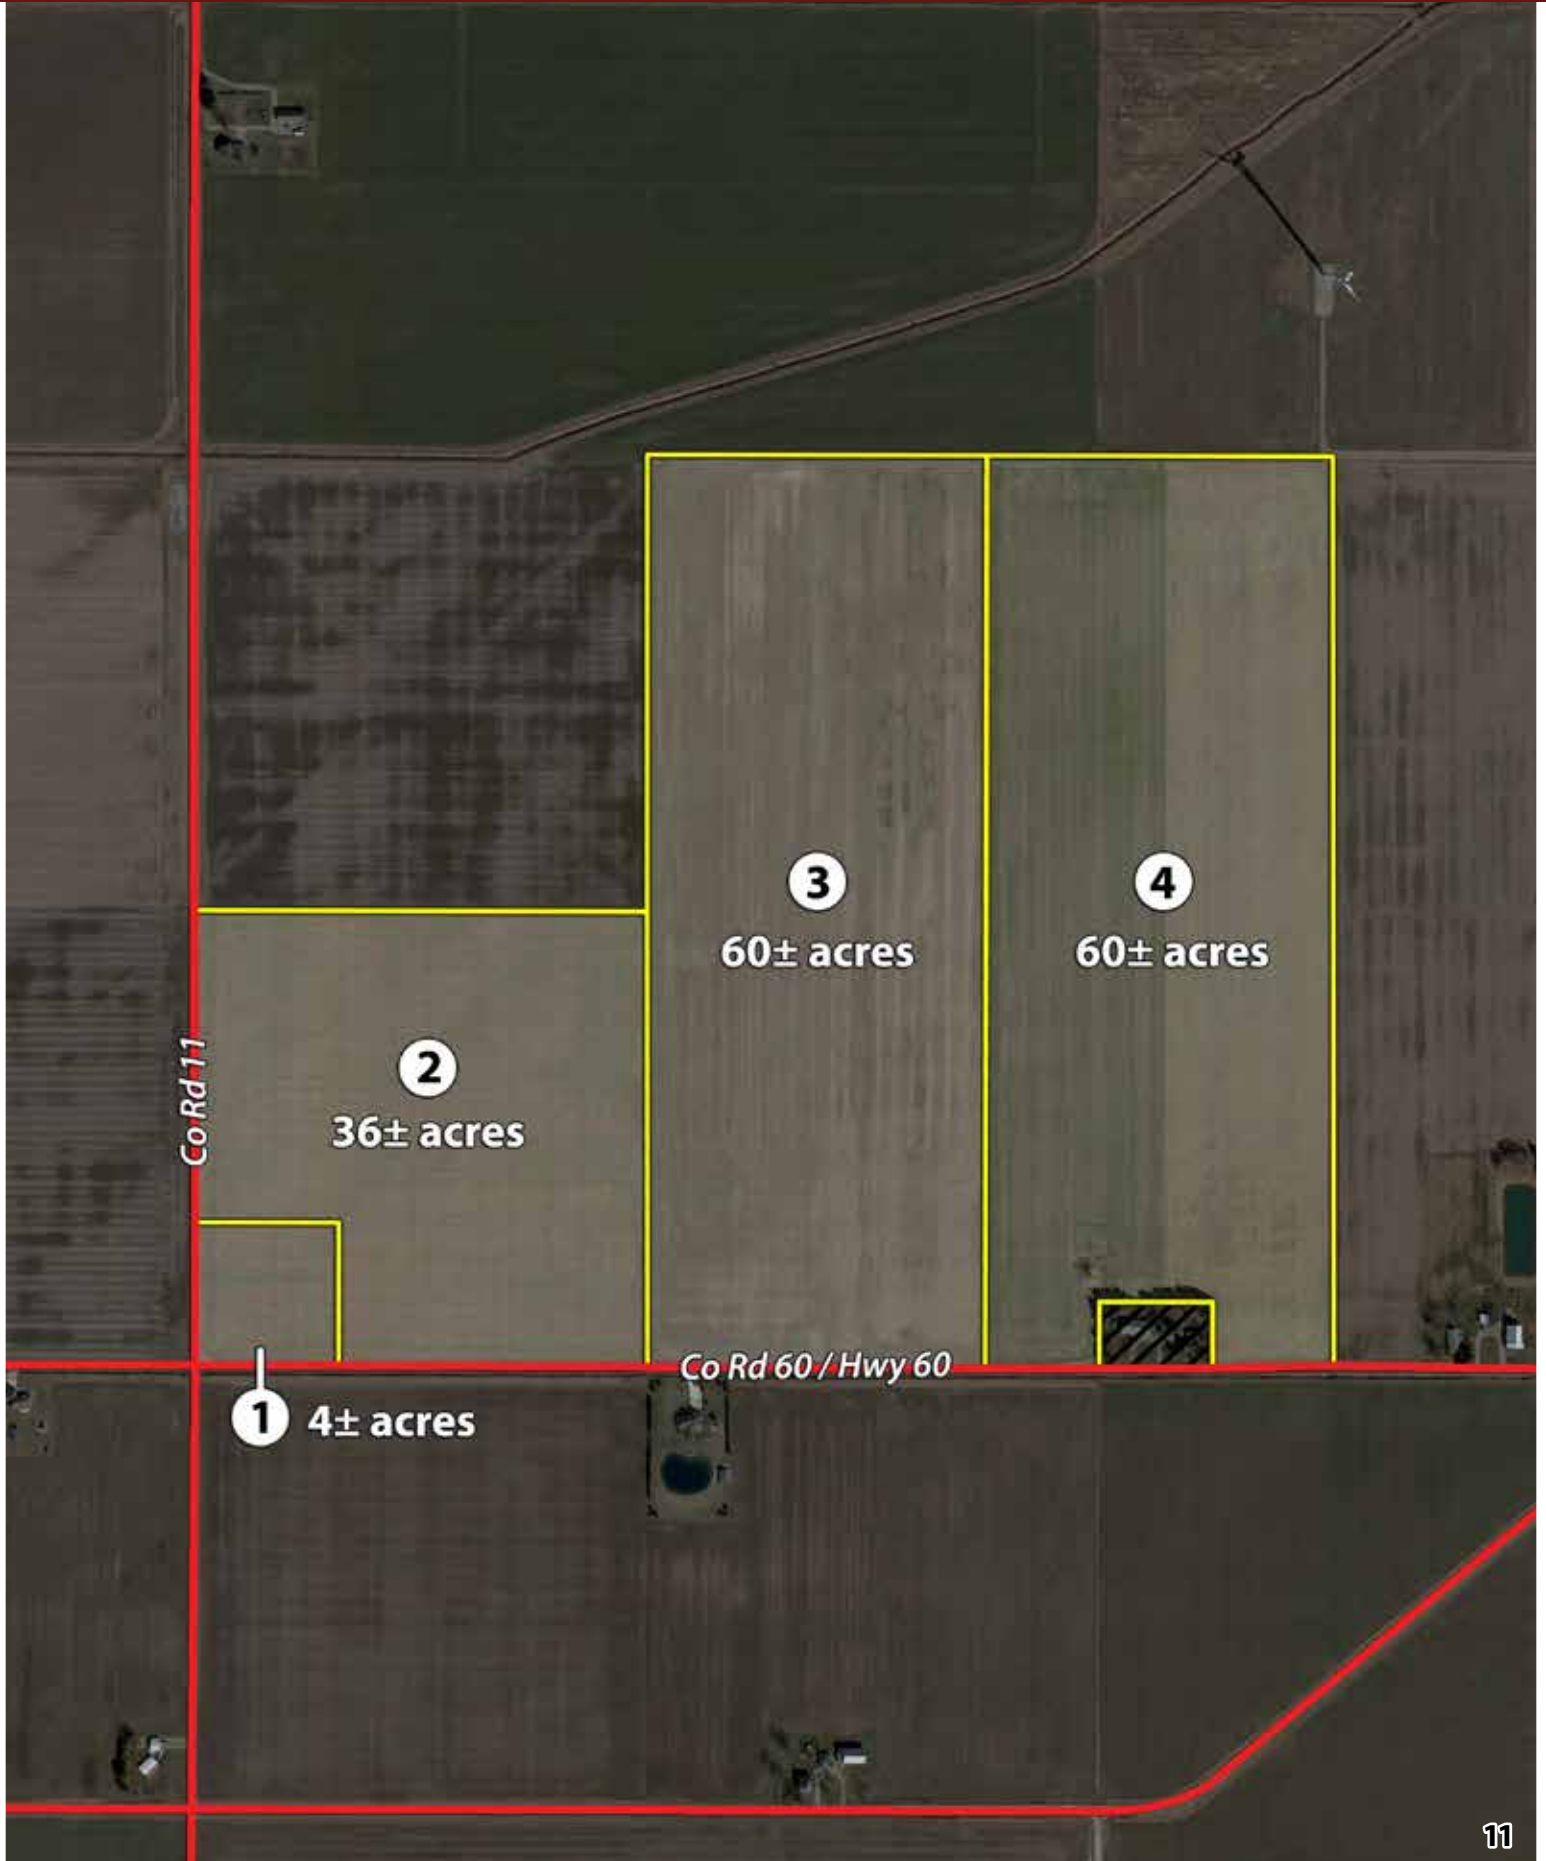 3
60± acres
4
60± acres
2
36± acres
Co Rd 11
Co Rd 60 / Hwy 60
1 4± acres
11